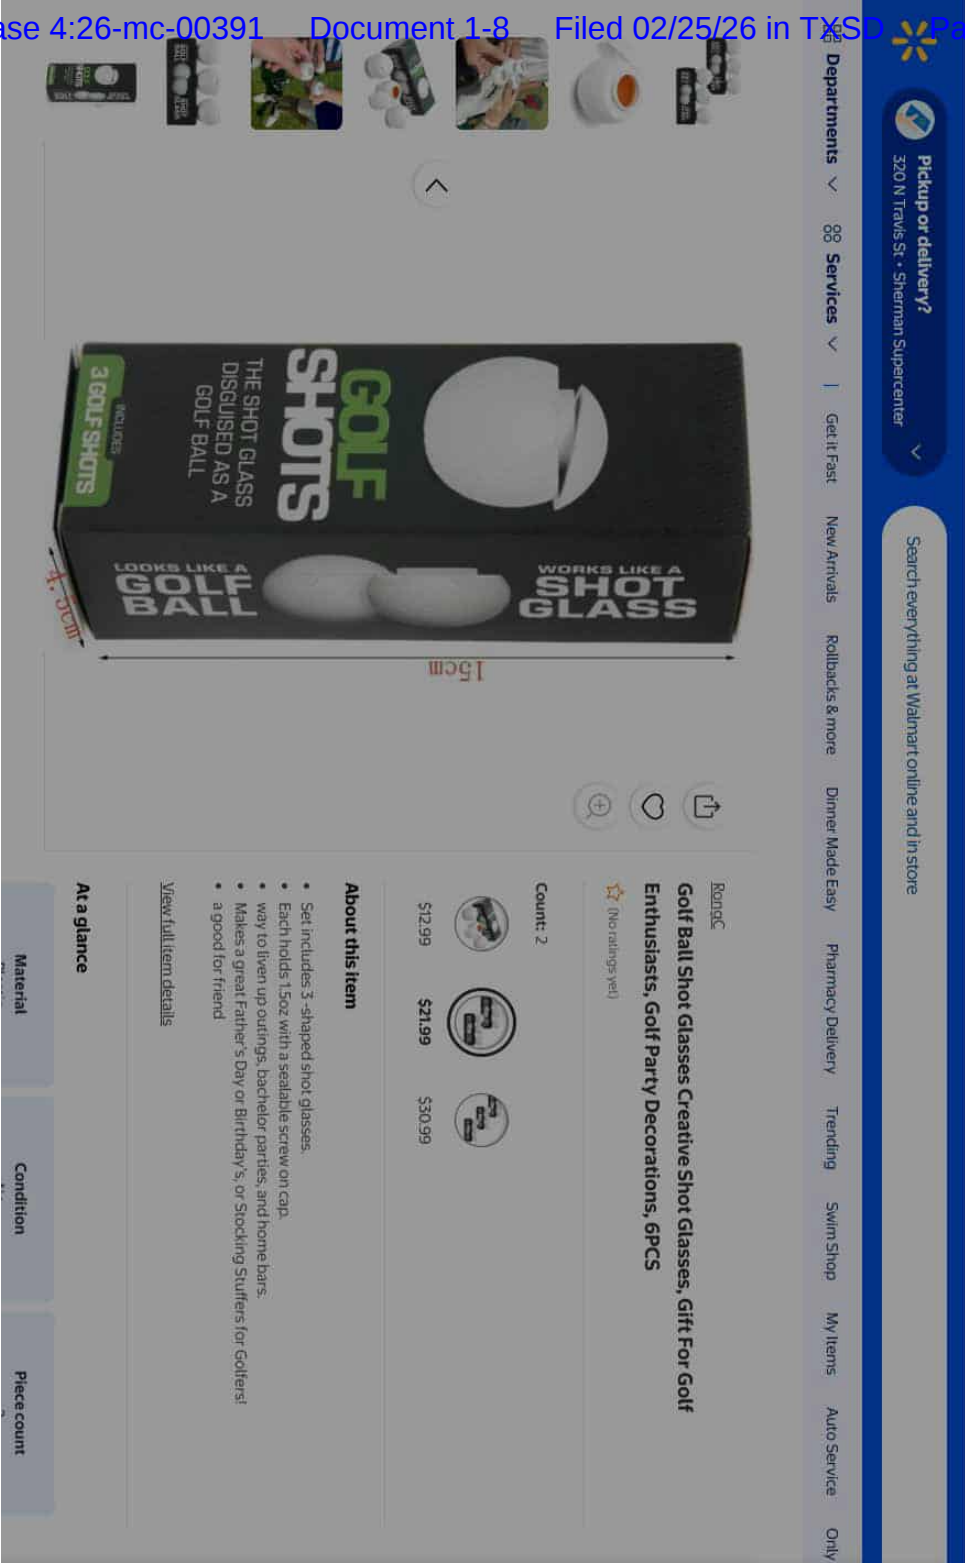 ase 4:26-mc-00391 Document 1-8 Filed 02/25/26 in TXSD Pa
Pickup or delivery?
320 N Travis St • Sherman Supercenter
Search everything at Walmart online and in store
Departments Services | Get it Fast New Arrivals Rollbacks & more Dinner Made Easy Pharmacy Delivery Trending Swim Shop My Items Auto Service Only
GOLF
SHOTS
THE SHOT GLASS
DISGUISED AS A
GOLF BALL
INCLUDES
3 GOLF SHOTS
WORKS LIKE A
SHOT
GLASS
LOOKS LIKE A
GOLF
BALL
15cm
4.5cm
RongC
Golf Ball Shot Glasses Creative Shot Glasses, Gift For Golf
Enthusiasts, Golf Party Decorations, 6PCS
(No ratings yet)
Count: 2
$12.99 $21.99 $30.99
About this item
• Set includes 3 -shaped shot glasses.
• Each holds 1.5oz with a sealable screw on cap.
• way to liven up outings, bachelor parties, and home bars.
• Makes a great Father's Day or Birthday's, or Stocking Stuffers for Golfers!
• a good for friend
View full item details
At a glance
Material Condition Piece count